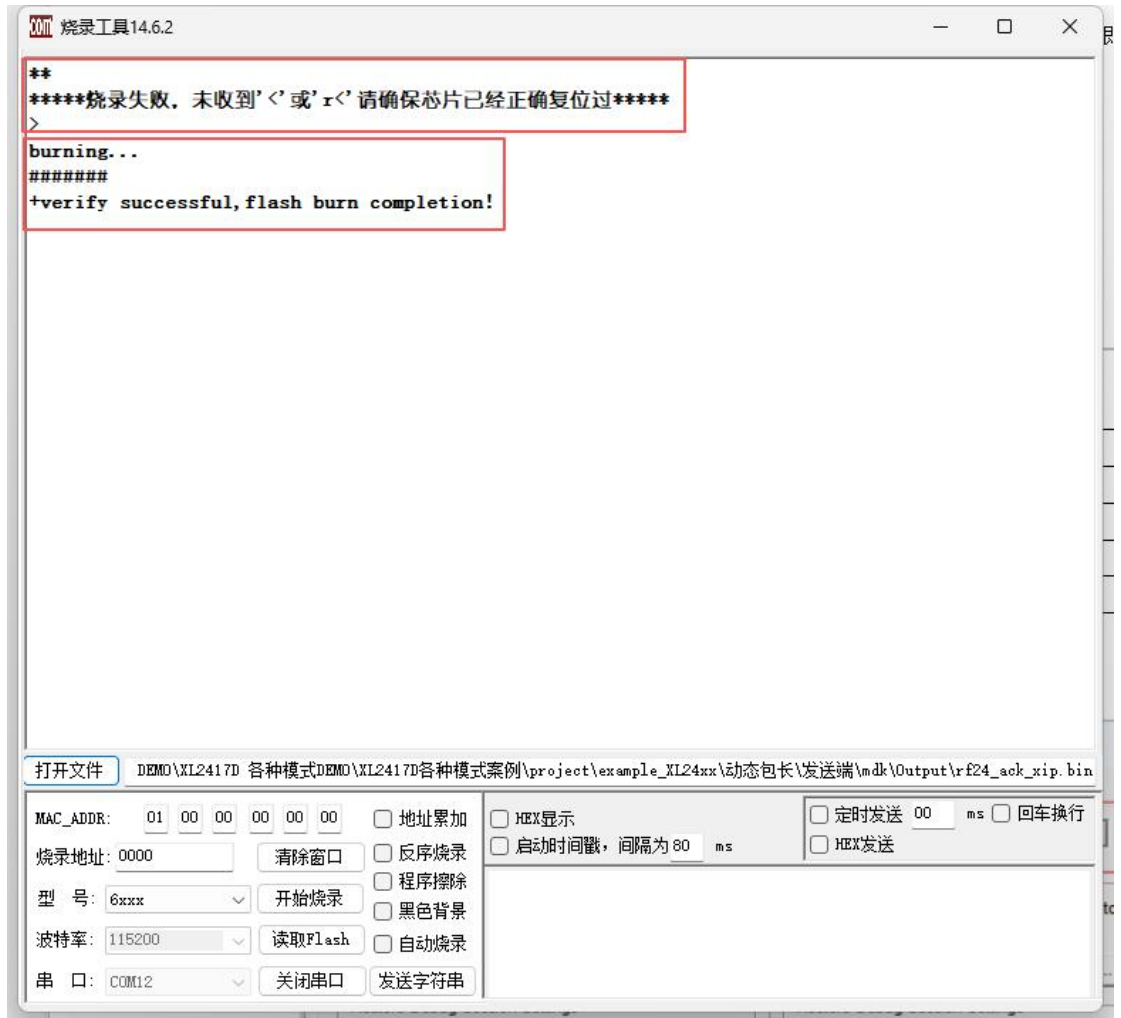 COM 烧录工具14.6.2
**
*****烧录失败，未收到'<'或'r<'请确保芯片已经正确复位过*****
>
burning...
#######
+verify successful,flash burn completion!
打开文件 DEMO\XL2417D 各种模式DEMO\XL2417D各种模式案例\project\example_XL24xx\动态包长\发送端\mdk\Output\rf24_ack_xip.bin
MAC_ADDR: 01 00 00 00 00 00 地址累加 HEX显示 定时发送 00 ms 回车换行
烧录地址: 0000 清除窗口 反序烧录 启动时间戳，间隔为 80 ms HEX发送
程序擦除
型 号: 6xxx 开始烧录 黑色背景
波特率: 115200 读取Flash 自动烧录
串 口: COM12 关闭串口 发送字符串